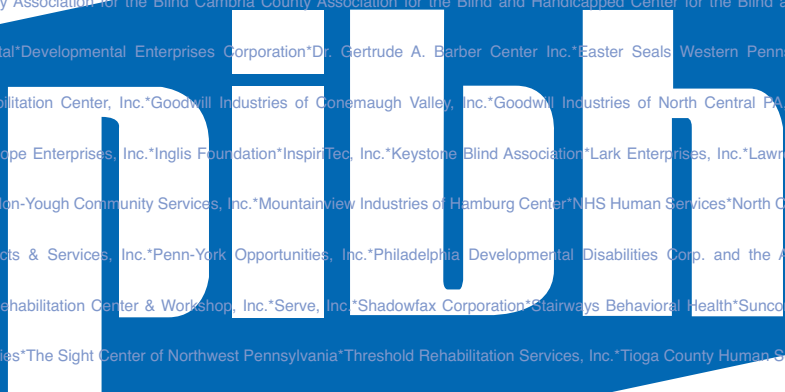 y Association for the Blind Cambria County Association for the Blind and Handicapped Center for the Blind a
tal*Developmental Enterprises Corporation*Dr. Gertrude A. Barber Center Inc.*Easter Seals Western Penns
pibh
bilitation Center, Inc.*Goodwill Industries of Conemaugh Valley, Inc.*Goodwill Industries of North Central PA,
ope Enterprises, Inc.*Inglis Foundation*InspiriTec, Inc.*Keystone Blind Association*Lark Enterprises, Inc.*Lawr
on-Yough Community Services, Inc.*Mountainview Industries of Hamburg Center*NHS Human Services*North C
cts & Services, Inc.*Penn-York Opportunities, Inc.*Philadelphia Developmental Disabilities Corp. and the A
ehabilitation Center & Workshop, Inc.*Serve, Inc.*Shadowfax Corporation*Stairways Behavioral Health*Sunco
ies*The Sight Center of Northwest Pennsylvania*Threshold Rehabilitation Services, Inc.*Tioga County Human S